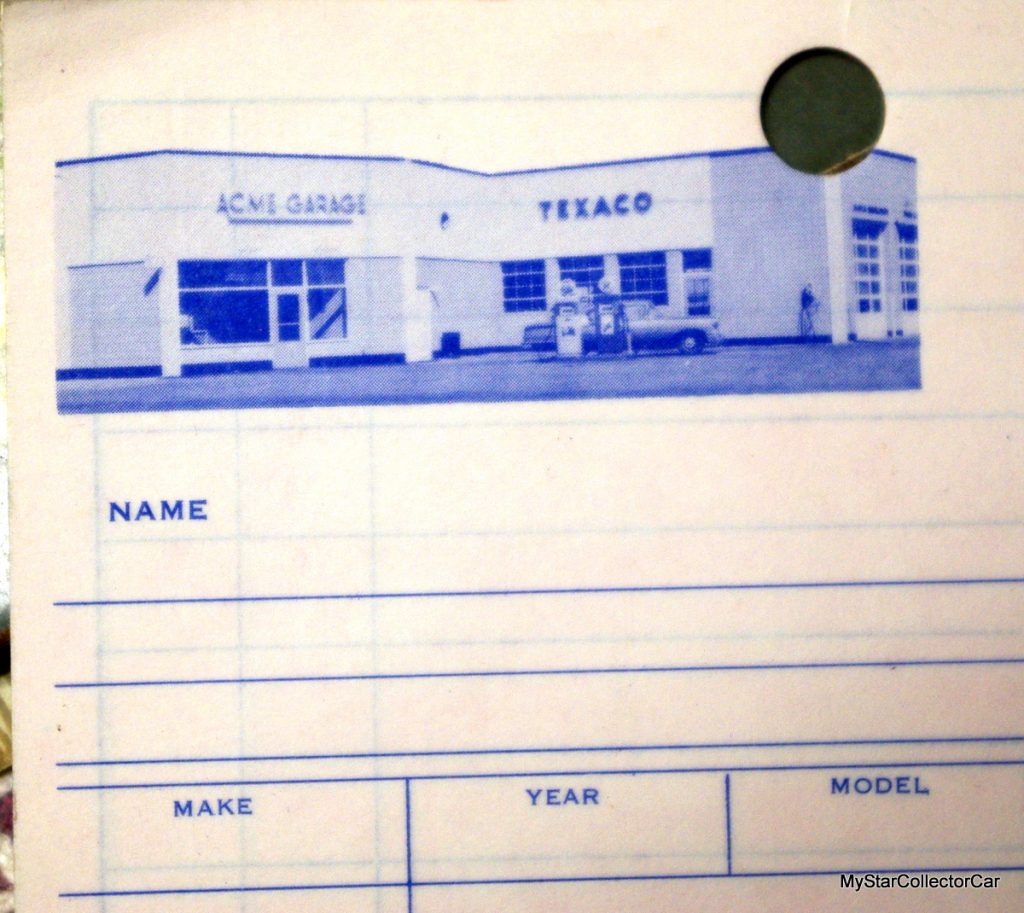 ACME GARAGE
TEXACO
NAME
MAKE YEAR MODEL
MyStarCollectorCar